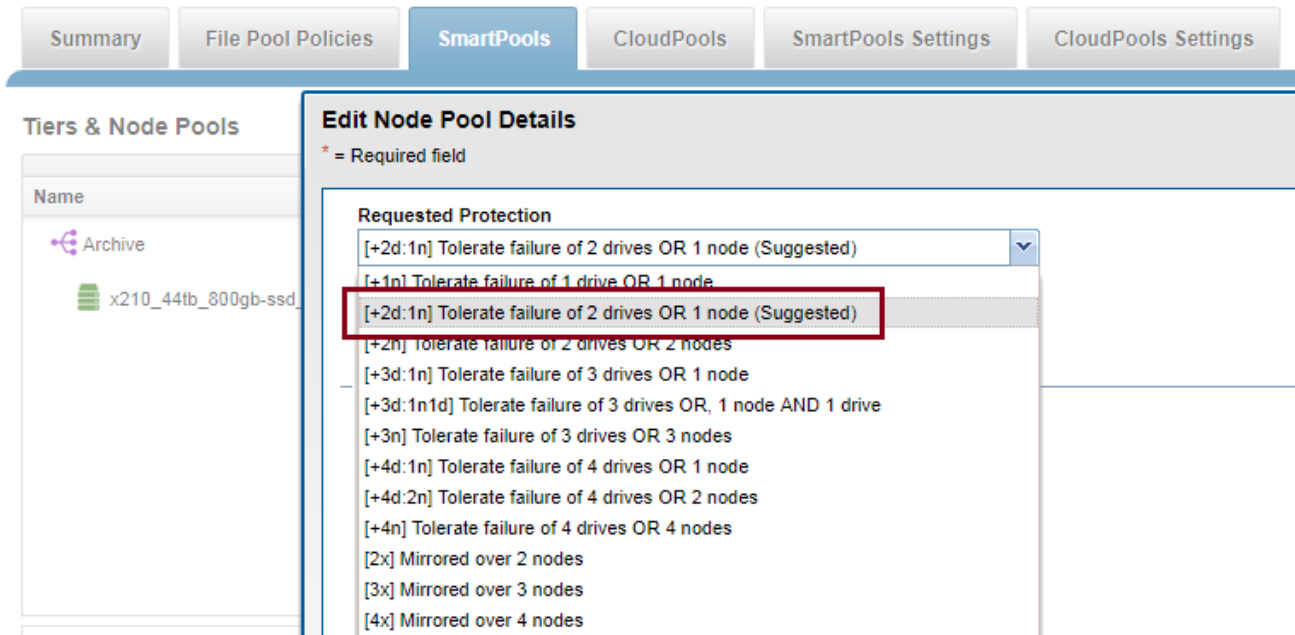 Summary File Pool Policies SmartPools CloudPools SmartPools Settings CloudPools Settings
Tiers & Node Pools
Name
Archive
x210_44tb_800gb-ssd_
Edit Node Pool Details
* = Required field
Requested Protection
[+2d:1n] Tolerate failure of 2 drives OR 1 node (Suggested)
[+1n] Tolerate failure of 1 drive OR 1 node
[+2d:1n] Tolerate failure of 2 drives OR 1 node (Suggested)
[+2n] Tolerate failure of 2 drives OR 2 nodes
[+3d:1n] Tolerate failure of 3 drives OR 1 node
[+3d:1n1d] Tolerate failure of 3 drives OR, 1 node AND 1 drive
[+3n] Tolerate failure of 3 drives OR 3 nodes
[+4d:1n] Tolerate failure of 4 drives OR 1 node
[+4d:2n] Tolerate failure of 4 drives OR 2 nodes
[+4n] Tolerate failure of 4 drives OR 4 nodes
[2x] Mirrored over 2 nodes
[3x] Mirrored over 3 nodes
[4x] Mirrored over 4 nodes